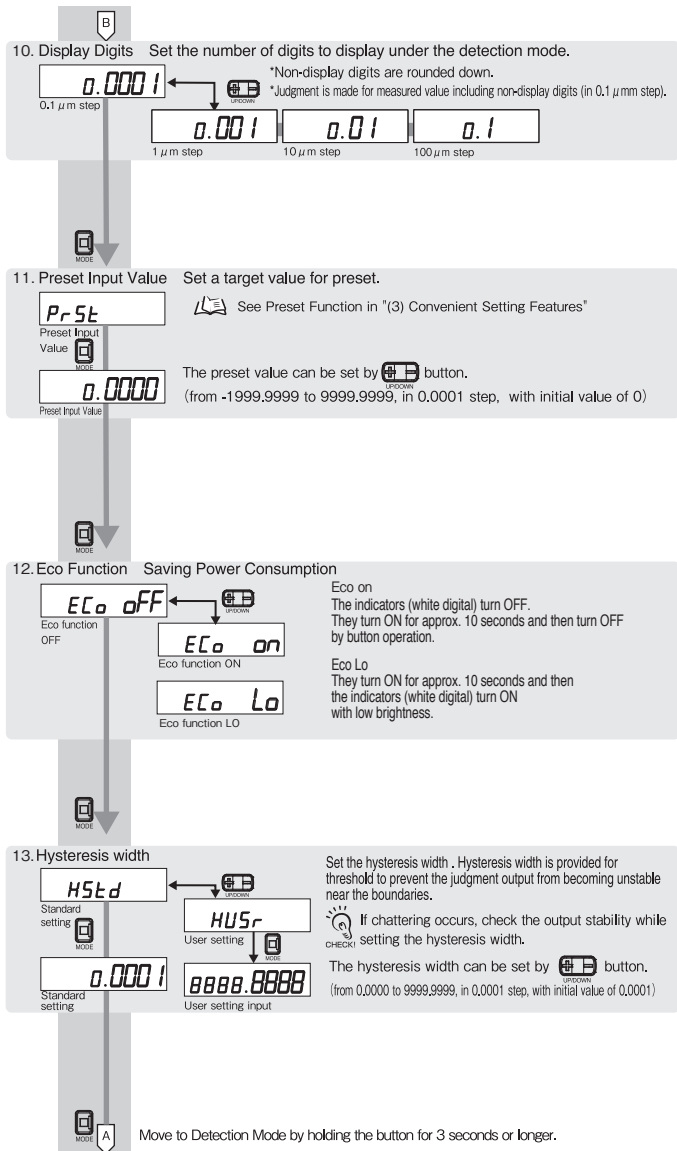 B
10. Display Digits Set the number of digits to display under the detection mode.
0.0001
0.1 μm step
UP/DOWN
*Non-display digits are rounded down.
*Judgment is made for measured value including non-display digits (in 0.1 μmm step).
0.001
0.01
0.1
1 μm step
10 μm step
100 μm step
MODE
11. Preset Input Value Set a target value for preset.
PrSt
Preset Input
Value
MODE
See Preset Function in "(3) Convenient Setting Features"
0.0000
Preset Input Value
The preset value can be set by button.
UP/DOWN
(from -1999.9999 to 9999.9999, in 0.0001 step, with initial value of 0)
MODE
12. Eco Function Saving Power Consumption
ECo oFF
Eco function
OFF
UP/DOWN
ECo on
Eco function ON
ECo Lo
Eco function LO
Eco on
The indicators (white digital) turn OFF.
They turn ON for approx. 10 seconds and then turn OFF
by button operation.
Eco Lo
They turn ON for approx. 10 seconds and then
the indicators (white digital) turn ON
with low brightness.
MODE
13. Hysteresis width
HStd
Standard
setting
MODE
0.0001
Standard
setting
UP/DOWN
HUSr
User setting
MODE
8888.8888
User setting input
Set the hysteresis width . Hysteresis width is provided for
threshold to prevent the judgment output from becoming unstable
near the boundaries.
CHECK!
If chattering occurs, check the output stability while
setting the hysteresis width.
The hysteresis width can be set by button.
UP/DOWN
(from 0.0000 to 9999.9999, in 0.0001 step, with initial value of 0.0001)
MODE
A
Move to Detection Mode by holding the button for 3 seconds or longer.